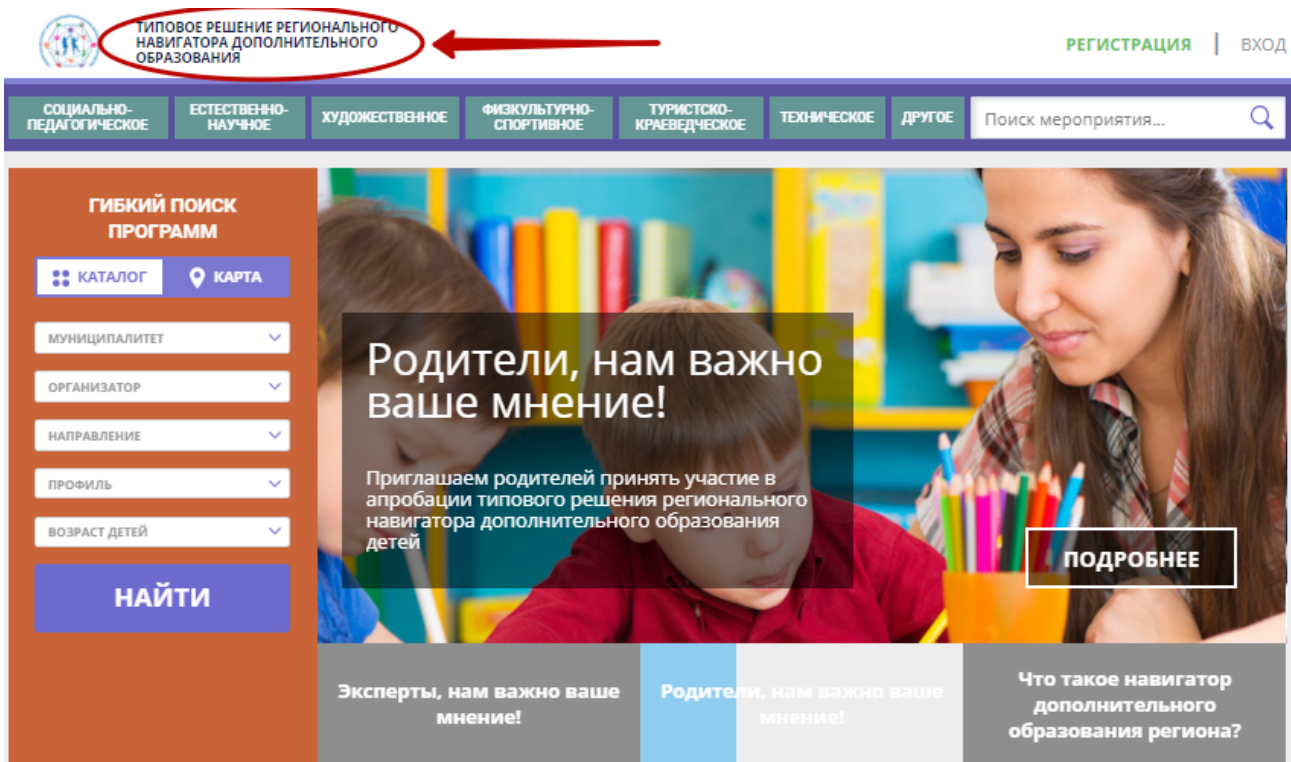 ТИПОВОЕ РЕШЕНИЕ РЕГИОНАЛЬНОГО
НАВИГАТОРА ДОПОЛНИТЕЛЬНОГО
ОБРАЗОВАНИЯ
РЕГИСТРАЦИЯ | ВХОД
СОЦИАЛЬНО-
ПЕДАГОГИЧЕСКОЕ
ЕСТЕСТВЕННО-
НАУЧНОЕ
ХУДОЖЕСТВЕННОЕ
ФИЗКУЛЬТУРНО-
СПОРТИВНОЕ
ТУРИСТСКО-
КРАЕВЕДЧЕСКОЕ
ТЕХНИЧЕСКОЕ
ДРУГОЕ
Поиск мероприятия...
ГИБКИЙ ПОИСК
ПРОГРАММ
КАТАЛОГ
КАРТА
МУНИЦИПАЛИТЕТ
ОРГАНИЗАТОР
НАПРАВЛЕНИЕ
ПРОФИЛЬ
ВОЗРАСТ ДЕТЕЙ
НАЙТИ
Родители, нам важно
ваше мнение!
Приглашаем родителей принять участие в
апробации типового решения регионального
навигатора дополнительного образования
детей
ПОДРОБНЕЕ
Эксперты, нам важно ваше
мнение!
Родители, нам важно ваше
мнение!
Что такое навигатор
дополнительного
образования региона?